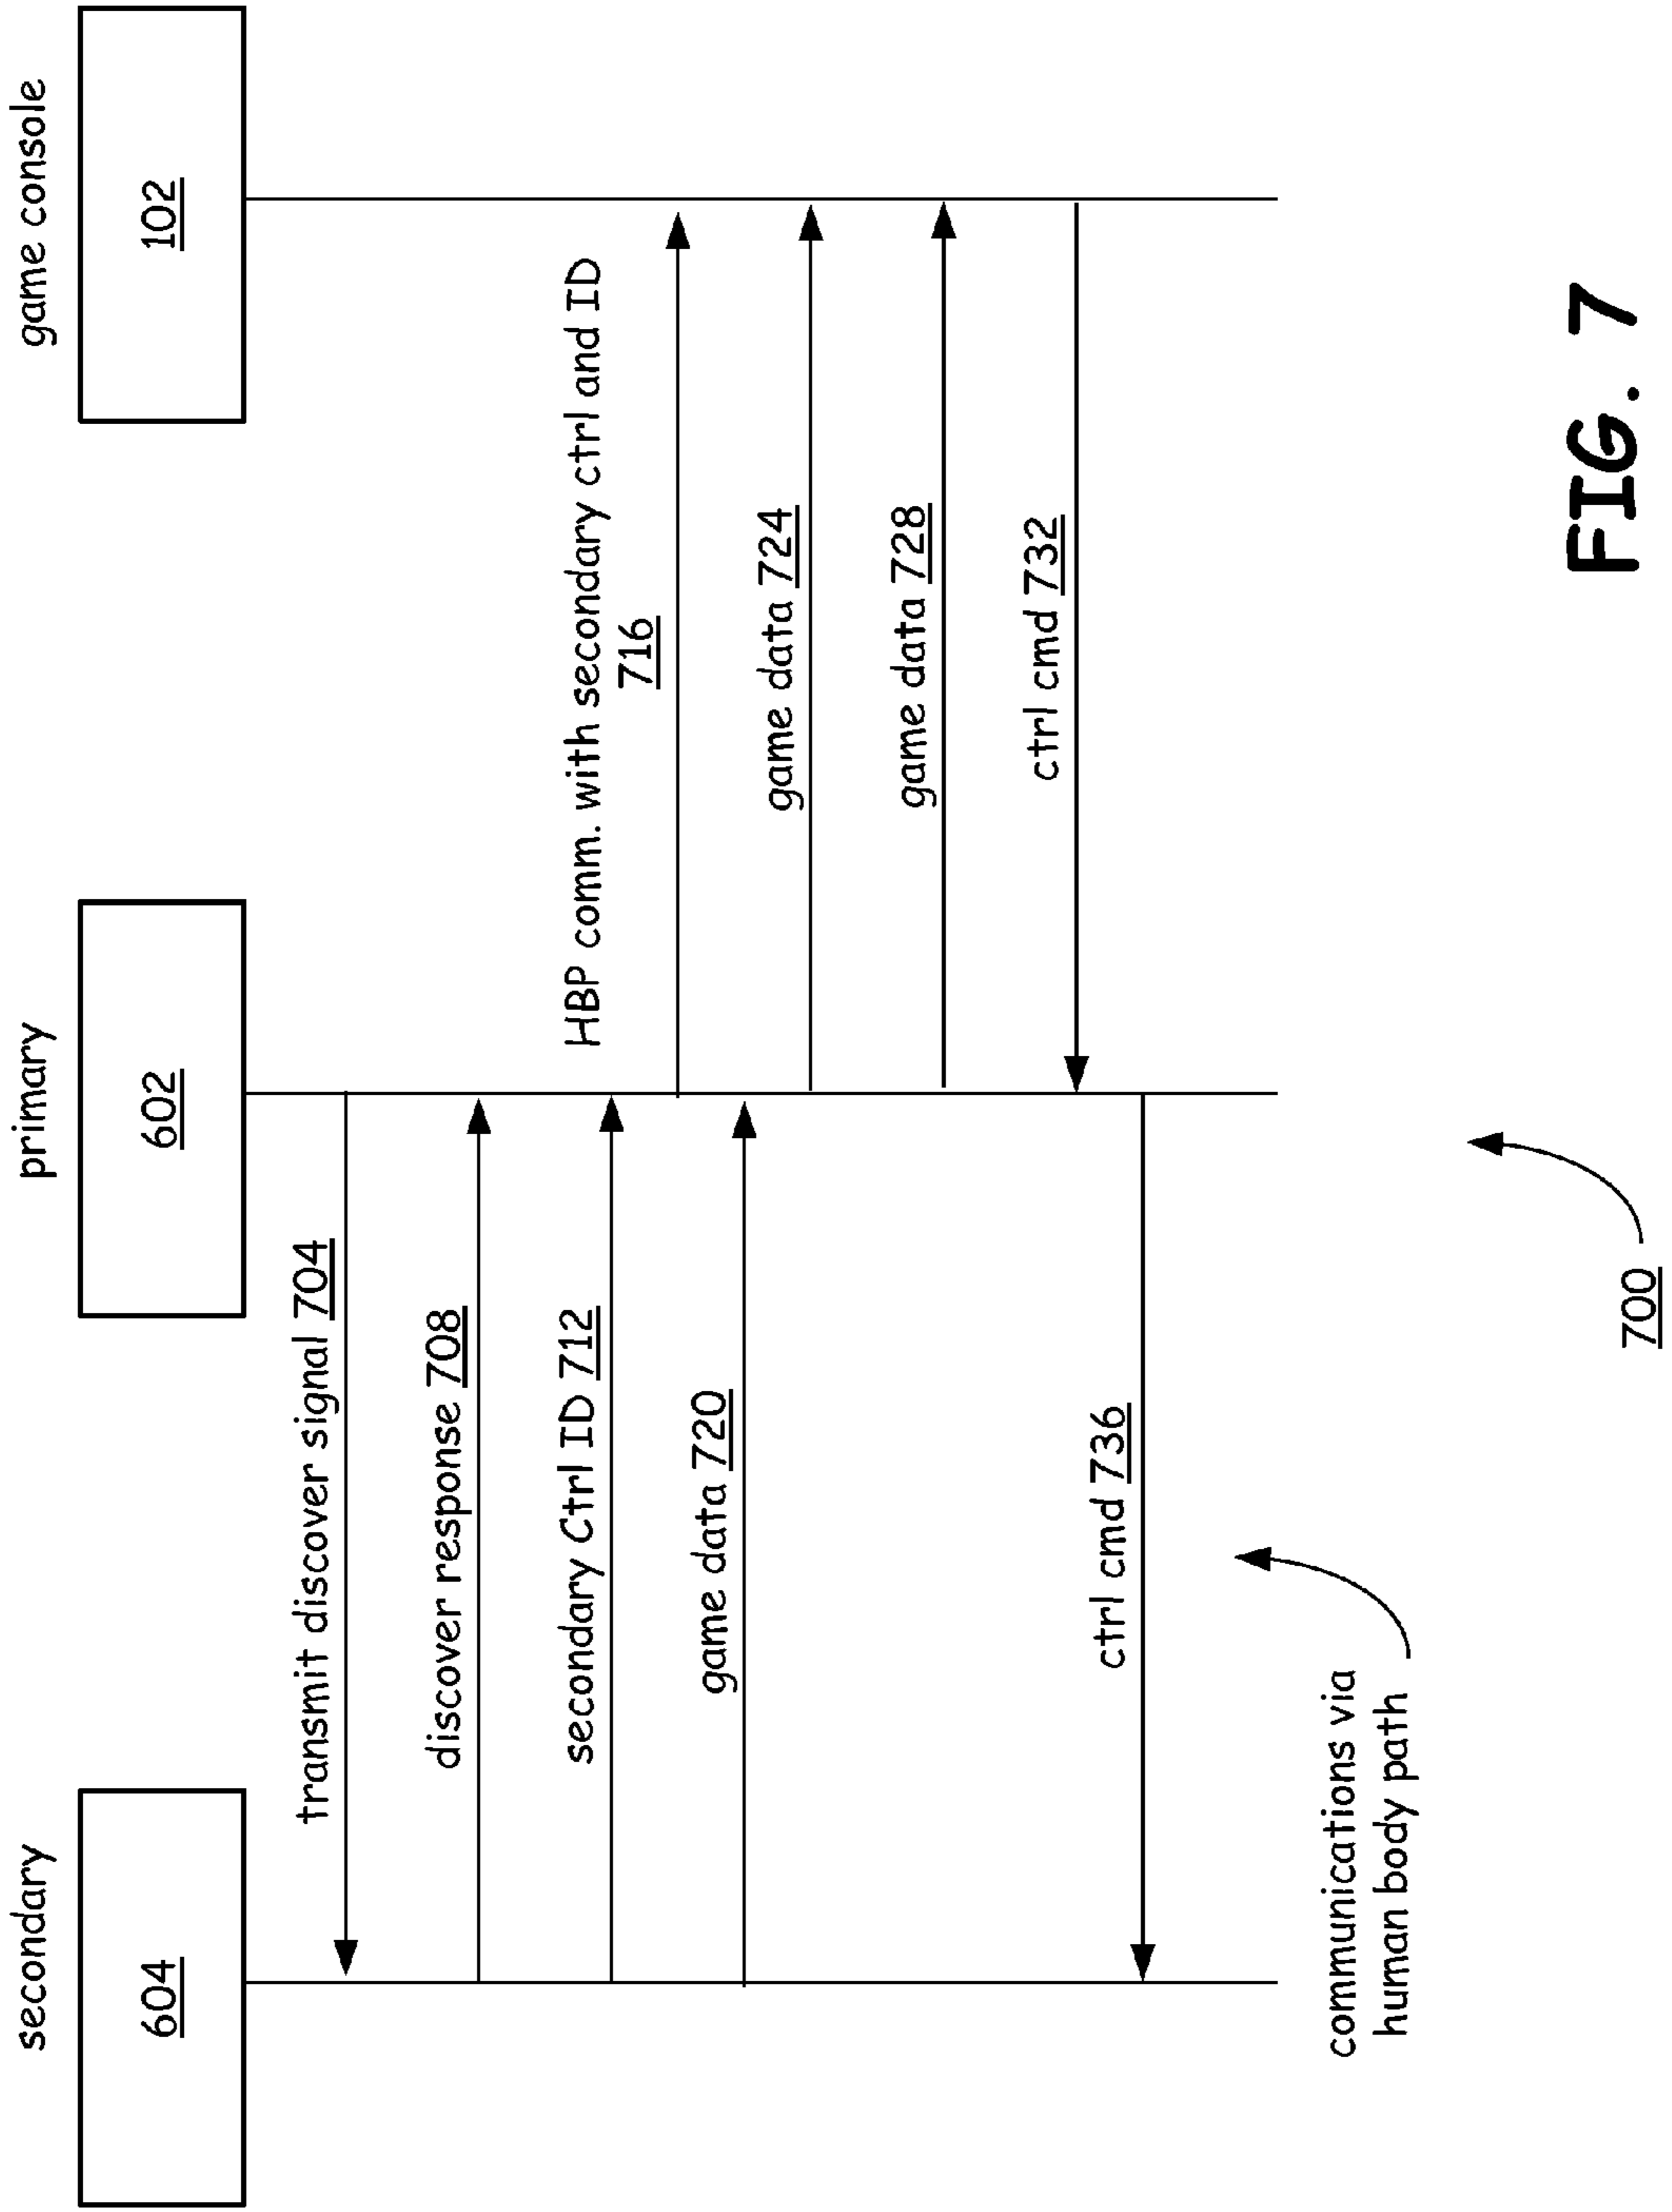 secondary
primary
game console
604
602
102
transmit discover signal 704
discover response 708
secondary Ctrl ID 712
HBP comm. with secondary ctrl and ID
716
game data 720
game data 724
game data 728
ctrl cmd 732
ctrl cmd 736
communications via
human body path
700
FIG. 7